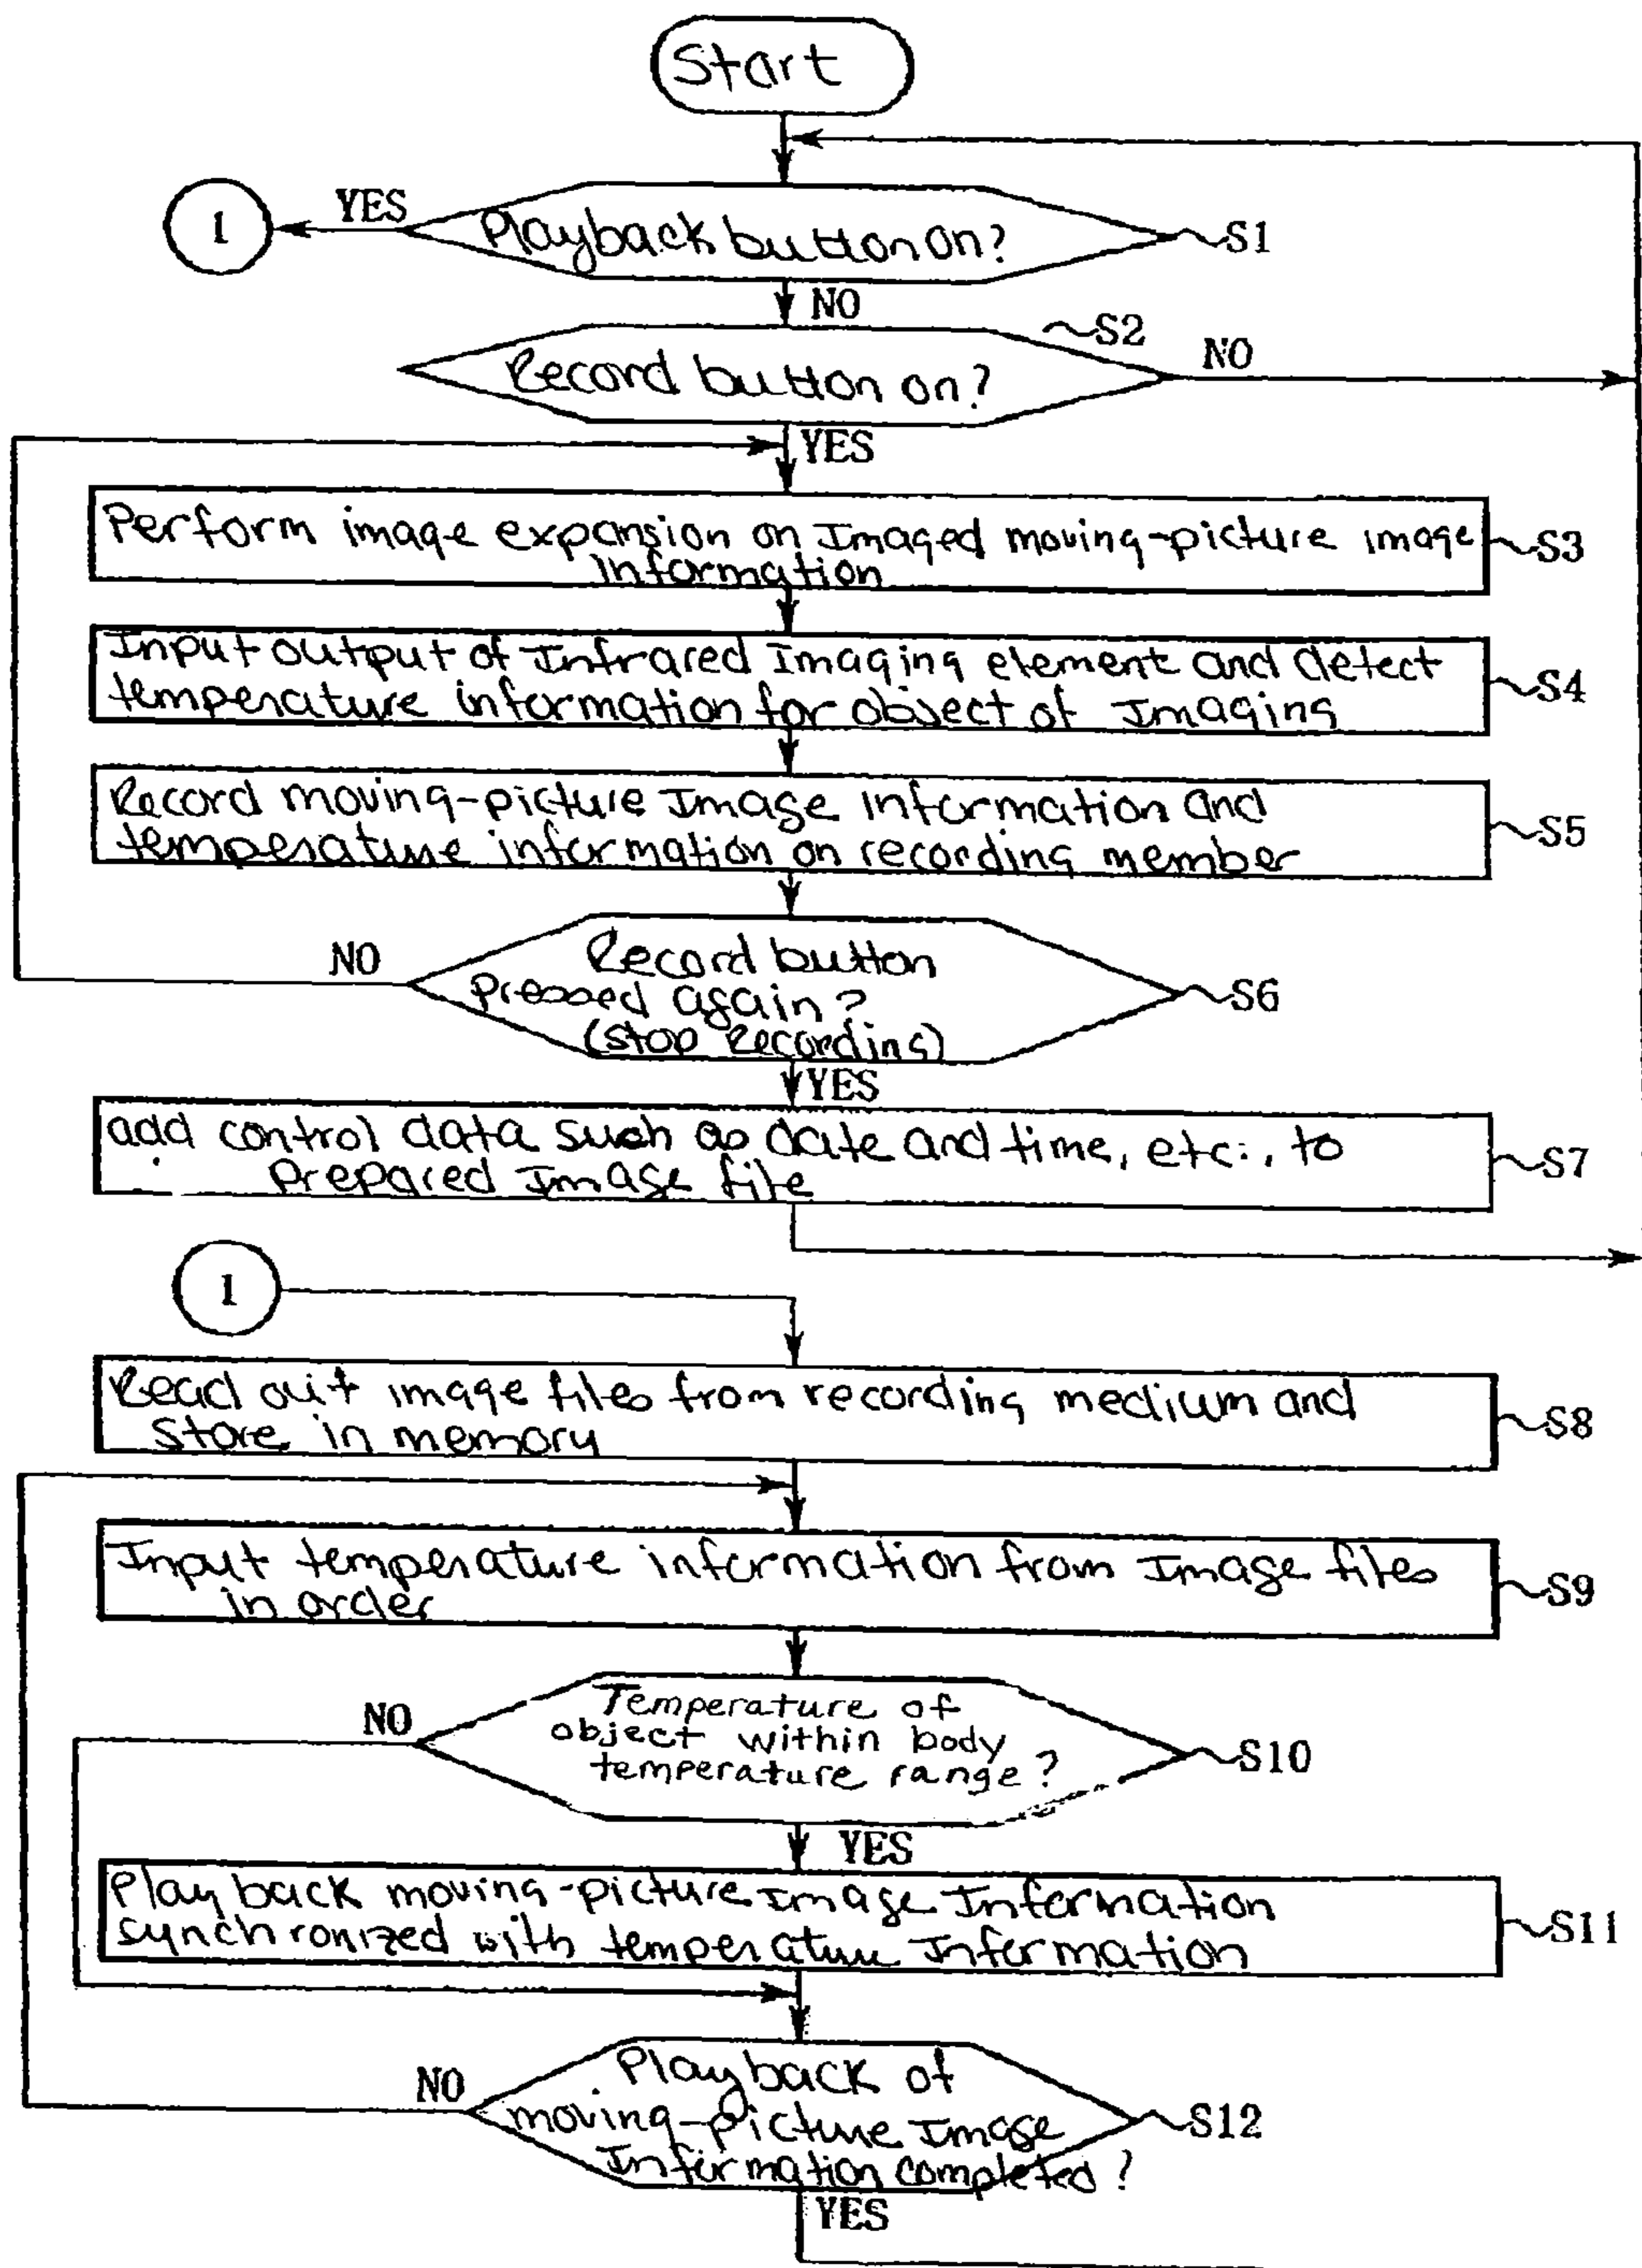 Start
1
YES
Playback button on?
S1
NO
S2
Record button on?
NO
YES
Perform image expansion on Imaged moving-picture image
Information
S3
Input output of Infrared Imaging element and detect
temperature information for object of Imaging
S4
Record moving-picture Image Information and
temperature information on recording member
S5
NO
Record button
Pressed again?
(Stop Recording)
S6
YES
add control data such as date and time, etc., to
Prepared Image file
S7
1
Read out image files from recording medium and
store in memory
S8
Input temperature information from Image files
in order
S9
NO
Temperature of
object within body
temperature range?
S10
YES
Playback moving-picture Image Information
synchronized with temperature Information
S11
NO
Playback of
moving-picture Image
Information completed?
S12
YES